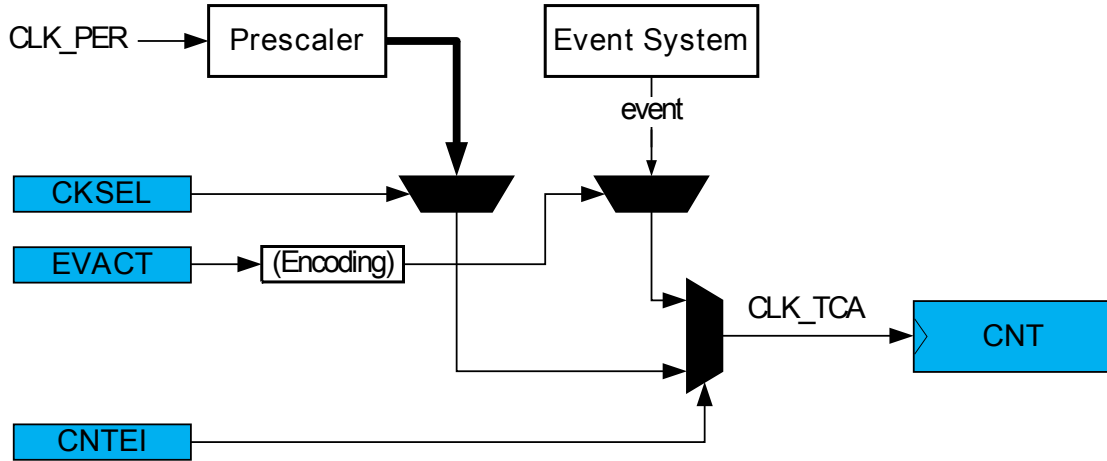 CLK_PER
Prescaler
Event System
event
CKSEL
EVACT
(Encoding)
CLK_TCA
CNT
CNTEI